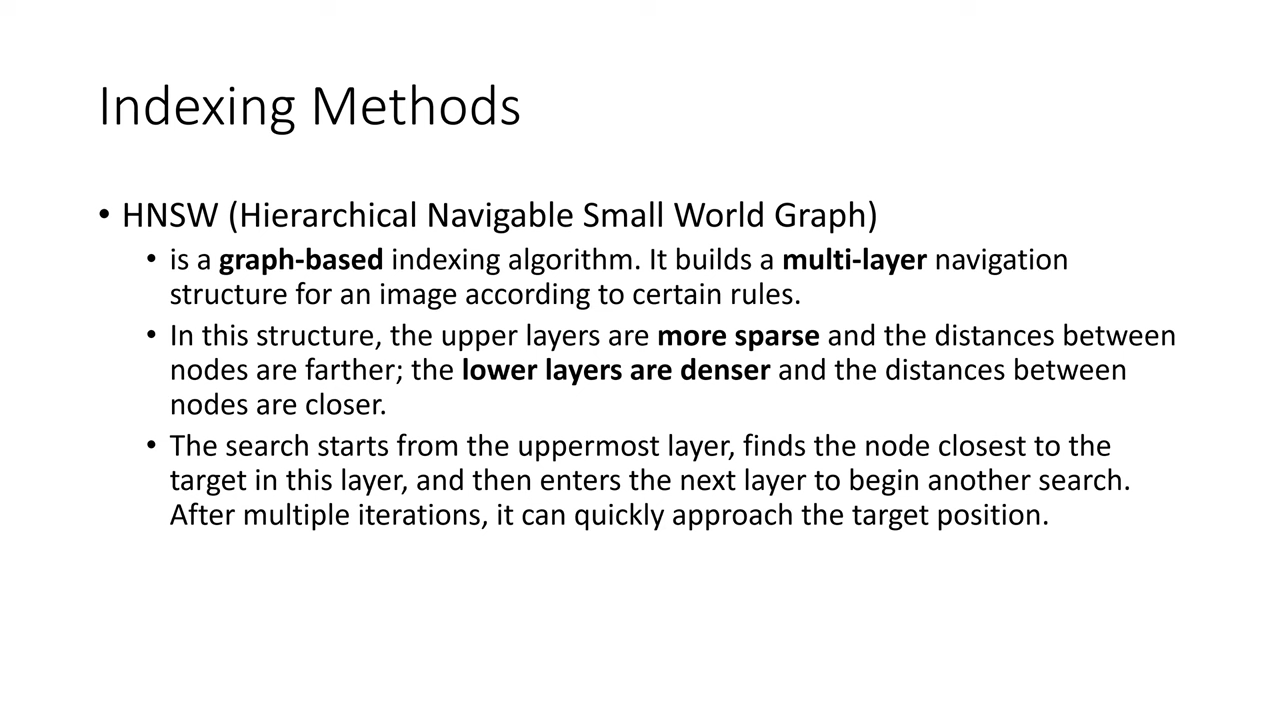 Indexing Methods
• HNSW (Hierarchical Navigable Small World Graph)
• is a graph-based indexing algorithm. It builds a multi-layer navigation
structure for an image according to certain rules.
• In this structure, the upper layers are more sparse and the distances between
nodes are farther; the lower layers are denser and the distances between
nodes are closer.
• The search starts from the uppermost layer, finds the node closest to the
target in this layer, and then enters the next layer to begin another search.
After multiple iterations, it can quickly approach the target position.